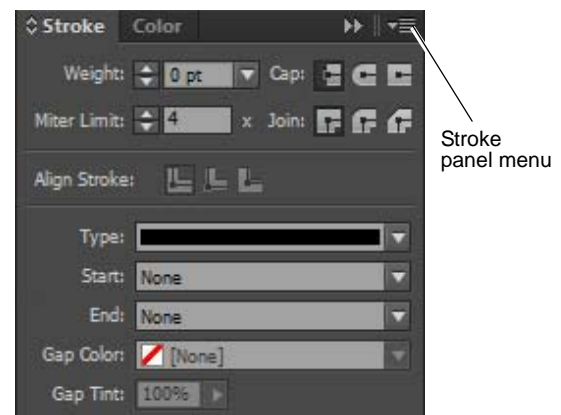 Stroke Color
Weight: 0 pt Cap:
Miter Limit: 4 x Join:
Stroke
panel menu
Align Stroke:
Type:
Start: None
End: None
Gap Color: [None]
Gap Tint: 100%